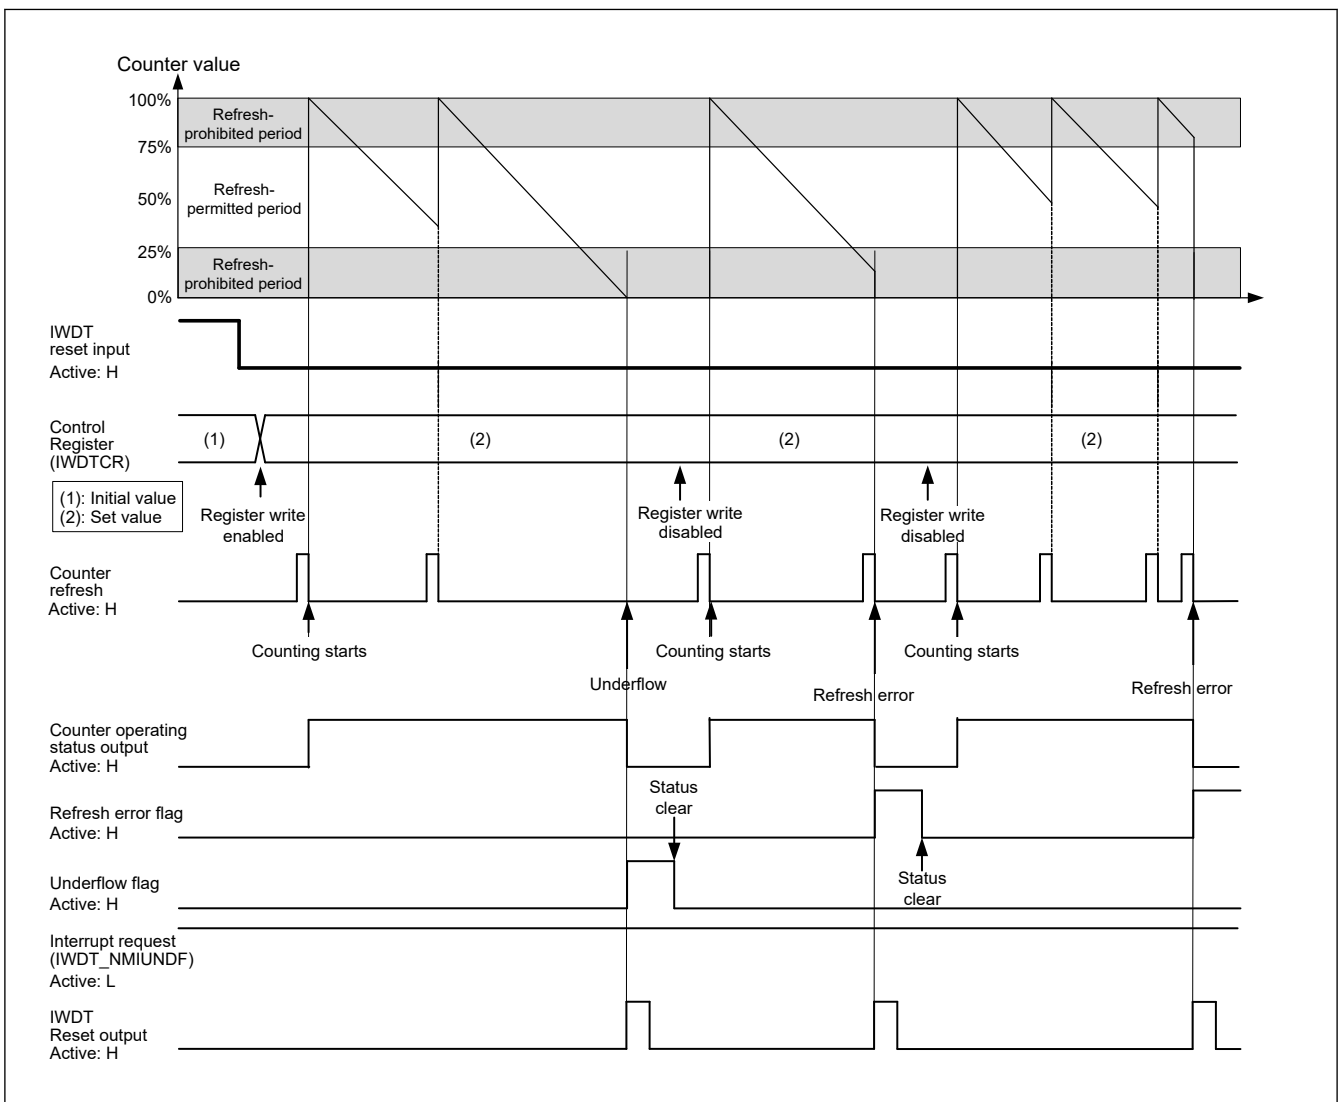 Counter value
100%
Refresh-
prohibited period
75%
50%
Refresh-
permitted period
25%
Refresh-
prohibited period
0%
IWDT
reset input
Active: H
Control
Register
(IWDTCR)
(1)
(2)
(2)
(2)
(1): Initial value
(2): Set value
Register write
enabled
Register write
disabled
Register write
disabled
Counter
refresh
Active: H
Counting starts
Counting starts
Counting starts
Underflow
Refresh error
Refresh error
Counter operating
status output
Active: H
Status
clear
Refresh error flag
Active: H
Status
clear
Underflow flag
Active: H
Interrupt request
(IWDT_NMIUNDF)
Active: L
IWDT
Reset output
Active: H